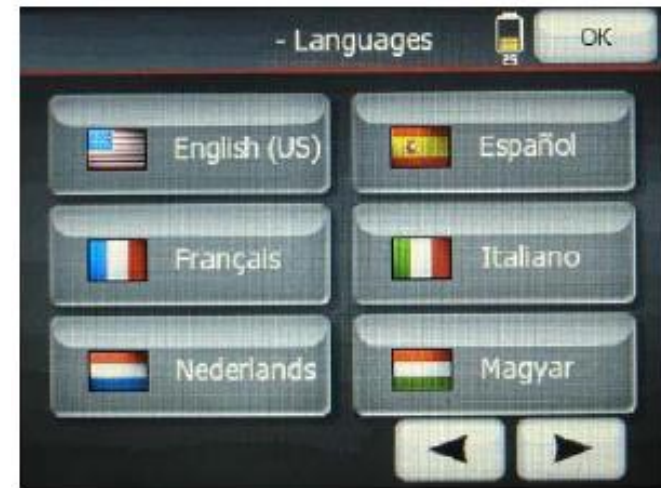 - Languages
25
OK
English (US)
Español
Français
Italiano
Nederlands
Magyar